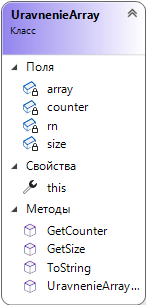 UravnenieArray
Класс
Поля
array
counter
rn
size
Свойства
this
Методы
GetCounter
GetSize
ToString
UravnenieArray...